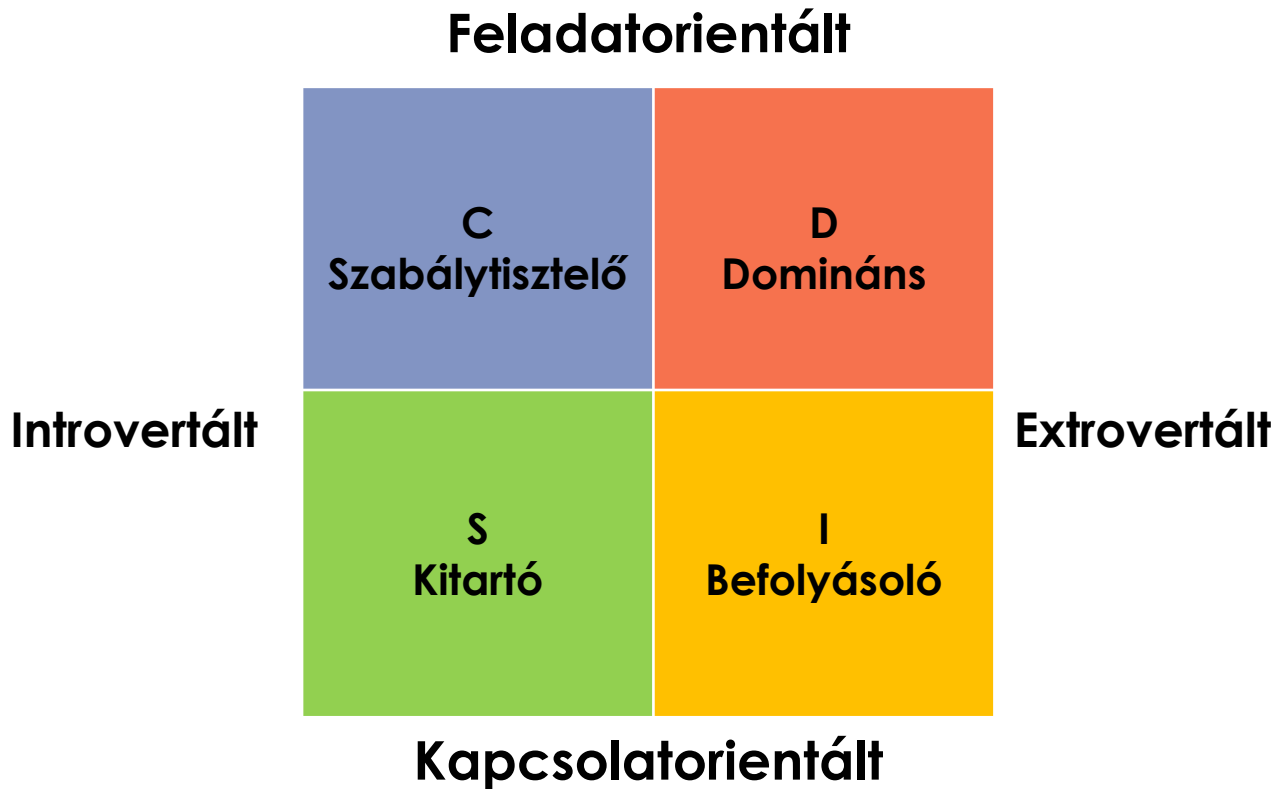 Feladatorientált
C
Szabálytisztelő
D
Domináns
Introvertált
Extrovertált
S
Kitartó
I
Befolyásoló
Kapcsolatorientált